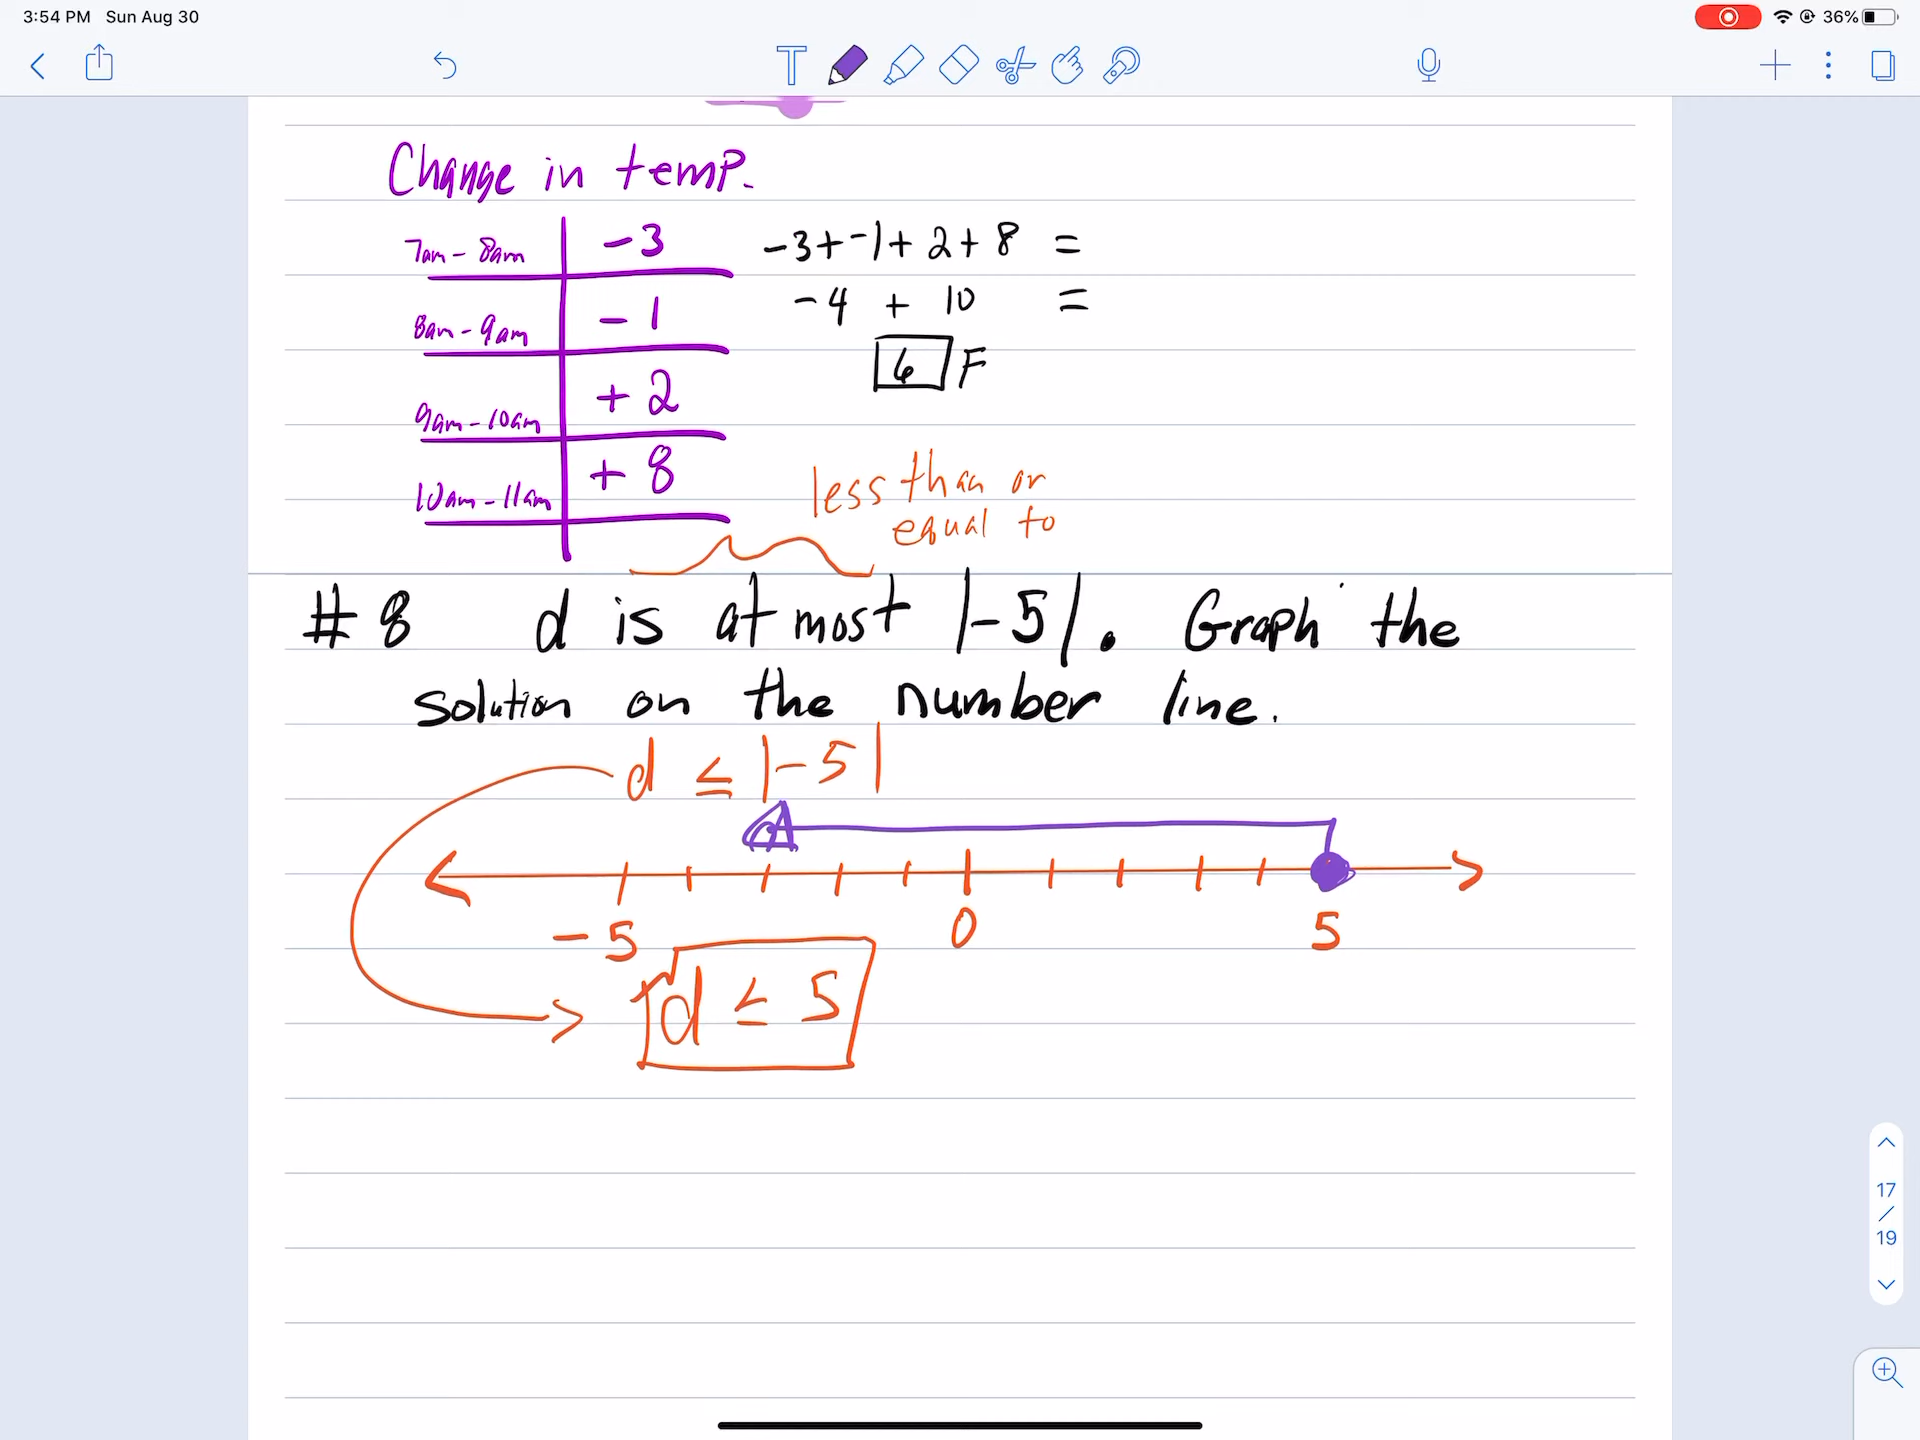 3:54 PM Sun Aug 30
36%
Change in temp.
7am - 8am -3
-3+-1+2+8 =
8am - 9am -1
-4 + 10 =
6 F
9am - 10am +2
10am - 11am +8
less than or
equal to
#8 d is at most |-5|. Graph the
solution on the number line.
d ≤ |-5|
-5 0 5
d ≤ 5
17
/
19